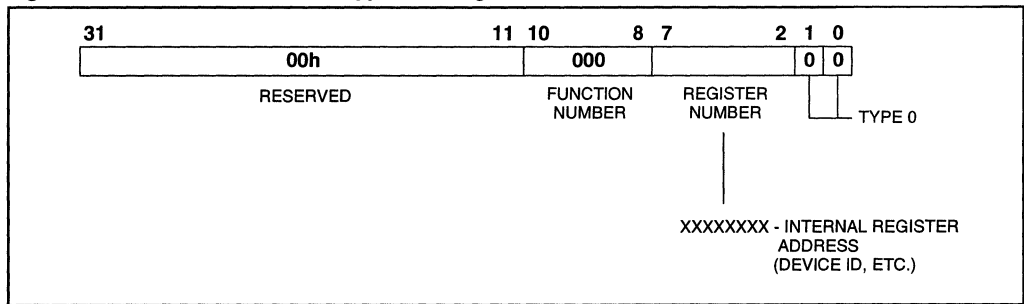 31 11 10 8 7 2 1 0
00h 000 0 0
RESERVED FUNCTION NUMBER REGISTER NUMBER TYPE 0
XXXXXXXX - INTERNAL REGISTER
ADDRESS
(DEVICE ID, ETC.)